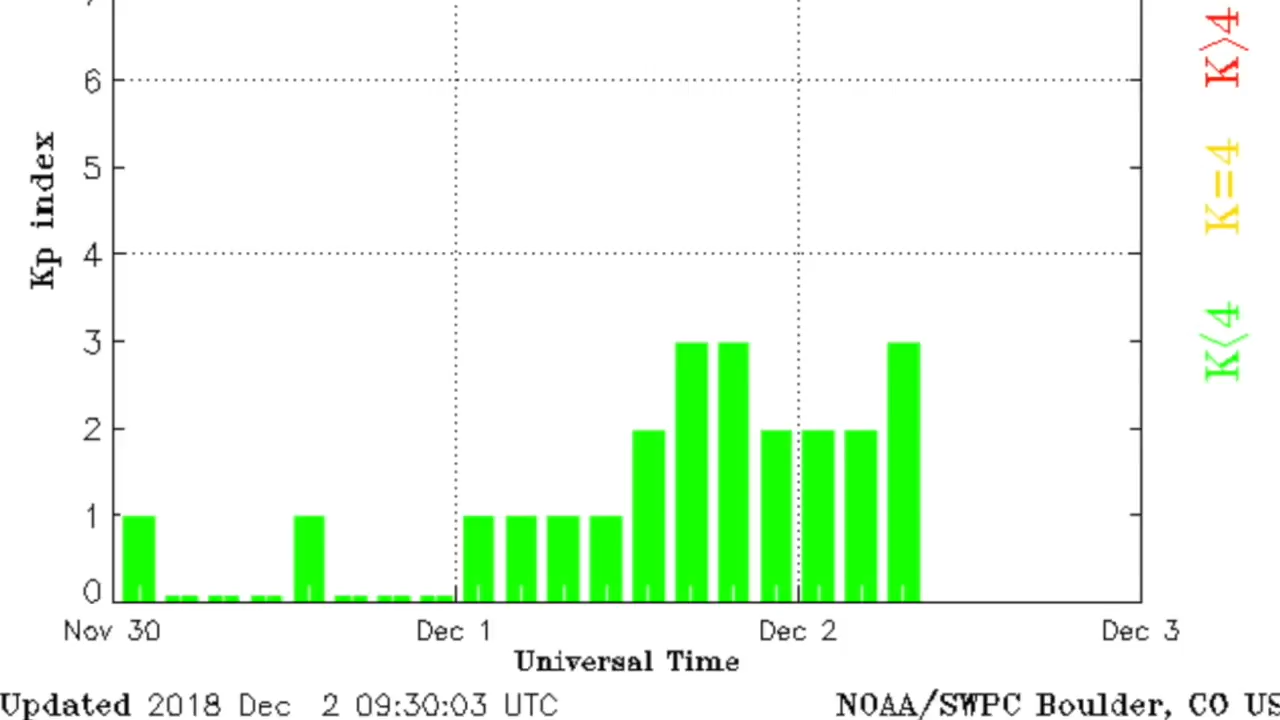 7
6
5
4
3
2
1
0
Kp index
K>4
K=4
K<4
Nov 30 Dec 1 Dec 2 Dec 3
Universal Time
Updated 2018 Dec 2 09:30:03 UTC
NOAA/SWPC Boulder, CO US